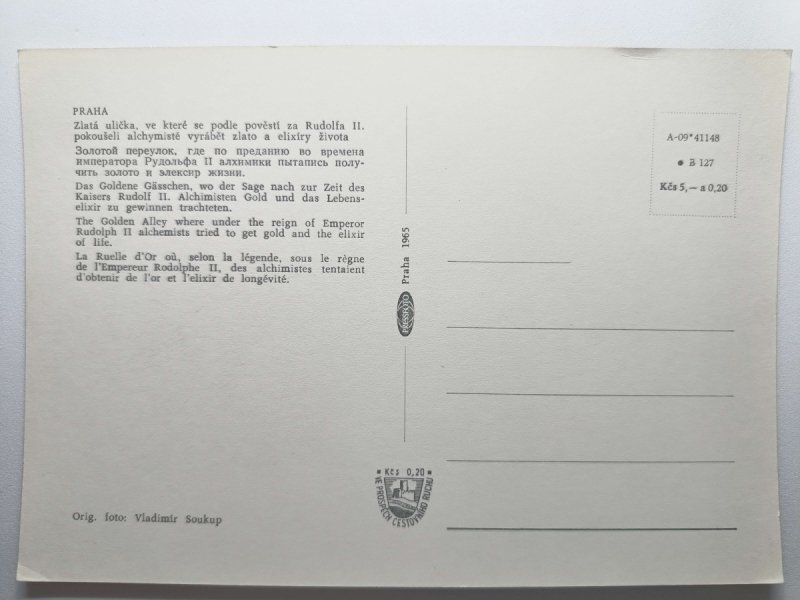 PRAHA
Zlatá ulička, ve které se podle pověstí za Rudolfa II.
pokoušeli alchymisté vyrábět zlato a elixíry života
Золотой переулок, где по преданию во времена
императора Рудольфа II алхимики пытались полу-
чить золото и элексир жизни.
Das Goldene Gässchen, wo der Sage nach zur Zeit des
Kaisers Rudolf II. Alchimisten Gold und das Lebens-
elixir zu gewinnen trachteten.
The Golden Alley where under the reign of Emperor
Rudolph II alchemists tried to get gold and the elixir
of life.
La Ruelle d'Or où, selon la légende, sous le règne
de l'Empereur Rodolphe II, des alchimistes tentaient
d'obtenir de l'or et l'elixir de longévité.
Orig. foto: Vladimír Soukup
Praha 1965
PRESSFOTO
Kčs 0,20
VE PROSPĚCH CESTOVNÍHO RUCHU
A-09*41148
● B 127
Kčs 5,— a 0,20